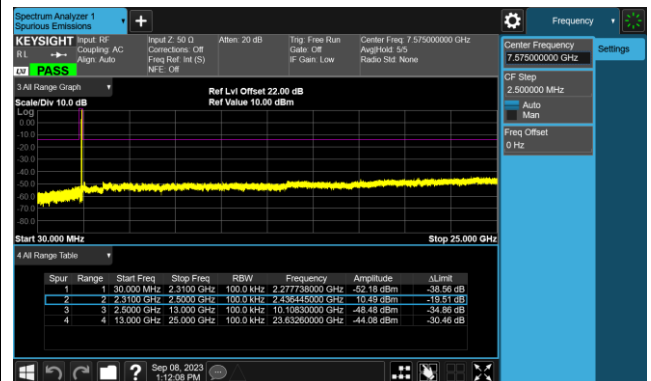 Spectrum Analyzer 1
Spurious Emissions
Frequency
KEYSIGHT
Input: RF
Coupling: AC
Align: Auto
Input Z: 50 Ω
Corrections: Off
Freq Ref: Int (S)
NFE: Off
Atten: 20 dB
Trig: Free Run
Gate: Off
IF Gain: Low
Center Freq: 7.575000000 GHz
Avg|Hold: 5/5
Radio Std: None
RL
LXI PASS
Center Frequency
7.575000000 GHz
Settings
CF Step
2.500000 MHz
Auto
Man
Freq Offset
0 Hz
3 All Range Graph
Scale/Div 10.0 dB
Ref Lvl Offset 22.00 dB
Ref Value 10.00 dBm
Log
0.00
-10.0
-20.0
-30.0
-40.0
-50.0
-60.0
-70.0
-80.0
Start 30.000 MHz
Stop 25.000 GHz
4 All Range Table
Spur Range Start Freq Stop Freq RBW Frequency Amplitude ΔLimit
1 1 30.000 MHz 2.3100 GHz 100.0 kHz 2.277738000 GHz -52.18 dBm -38.56 dB
2 2 2.3100 GHz 2.5000 GHz 100.0 kHz 2.436445000 GHz 10.49 dBm -19.51 dB
3 3 2.5000 GHz 13.000 GHz 100.0 kHz 10.10830000 GHz -48.48 dBm -34.86 dB
4 4 13.000 GHz 25.000 GHz 100.0 kHz 23.63260000 GHz -44.08 dBm -30.46 dB
?
Sep 08, 2023
1:12:08 PM